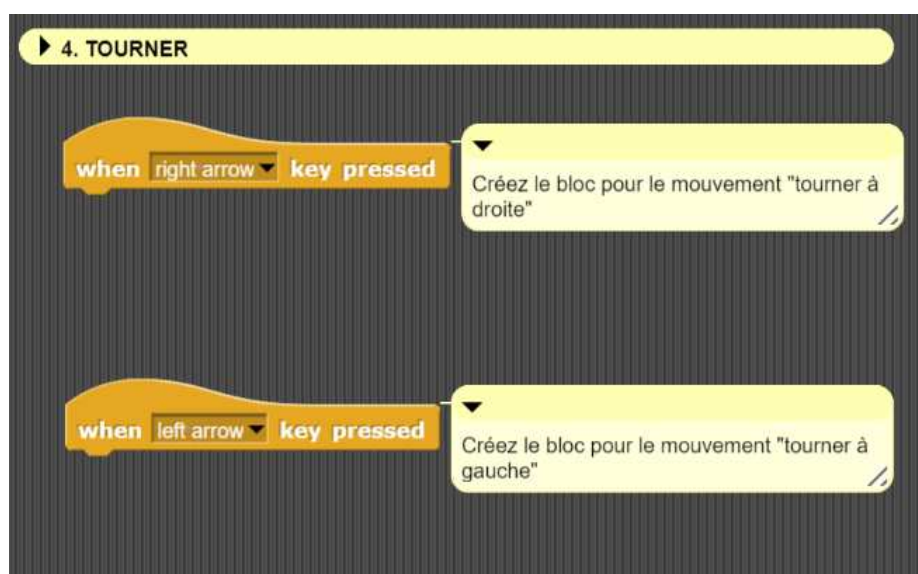 4. TOURNER
when right arrow key pressed
Créez le bloc pour le mouvement "tourner à
droite"
when left arrow key pressed
Créez le bloc pour le mouvement "tourner à
gauche"